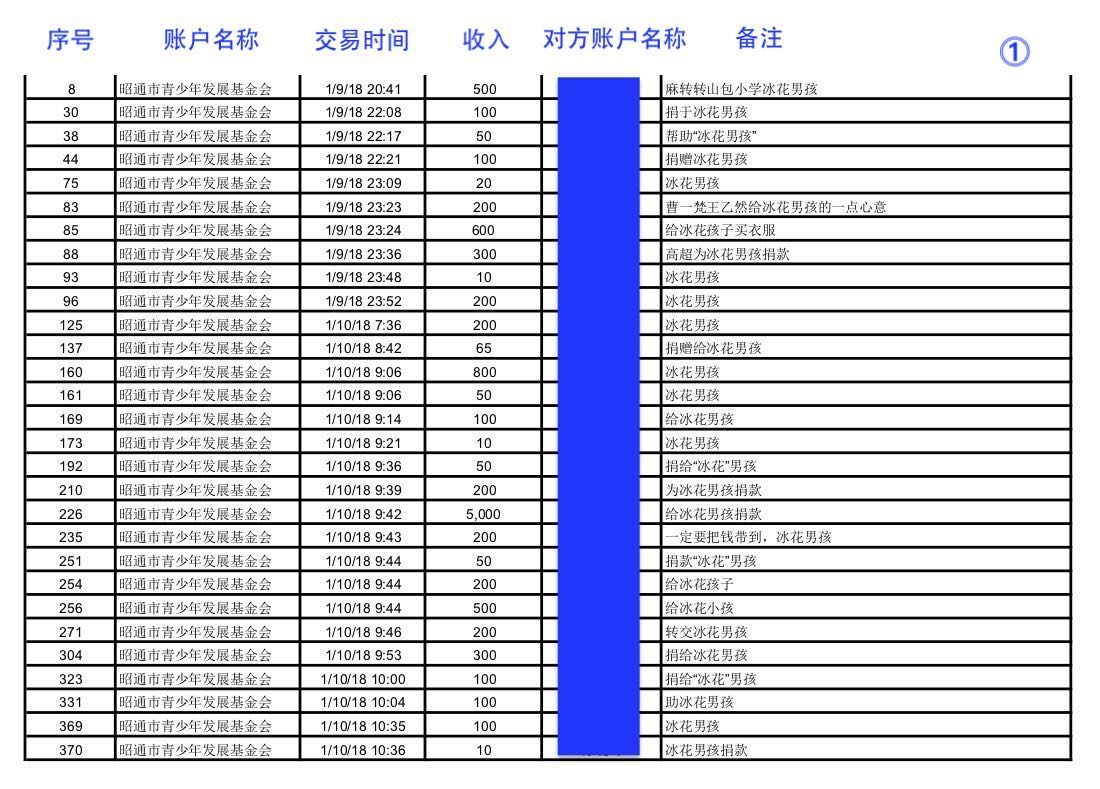 序号 账户名称 交易时间 收入 对方账户名称 备注 ①
8 昭通市青少年发展基金会 1/9/18 20:41 500 麻转转山包小学冰花男孩
30 昭通市青少年发展基金会 1/9/18 22:08 100 捐于冰花男孩
38 昭通市青少年发展基金会 1/9/18 22:17 50 帮助“冰花男孩”
44 昭通市青少年发展基金会 1/9/18 22:21 100 捐赠冰花男孩
75 昭通市青少年发展基金会 1/9/18 23:09 20 冰花男孩
83 昭通市青少年发展基金会 1/9/18 23:23 200 曹一梵王乙然给冰花男孩的一点心意
85 昭通市青少年发展基金会 1/9/18 23:24 600 给冰花孩子买衣服
88 昭通市青少年发展基金会 1/9/18 23:36 300 高超为冰花男孩捐款
93 昭通市青少年发展基金会 1/9/18 23:48 10 冰花男孩
96 昭通市青少年发展基金会 1/9/18 23:52 200 冰花男孩
125 昭通市青少年发展基金会 1/10/18 7:36 200 冰花男孩
137 昭通市青少年发展基金会 1/10/18 8:42 65 捐赠给冰花男孩
160 昭通市青少年发展基金会 1/10/18 9:06 800 冰花男孩
161 昭通市青少年发展基金会 1/10/18 9:06 50 冰花男孩
169 昭通市青少年发展基金会 1/10/18 9:14 100 给冰花男孩
173 昭通市青少年发展基金会 1/10/18 9:21 10 冰花男孩
192 昭通市青少年发展基金会 1/10/18 9:36 50 捐给“冰花”男孩
210 昭通市青少年发展基金会 1/10/18 9:39 200 为冰花男孩捐款
226 昭通市青少年发展基金会 1/10/18 9:42 5,000 给冰花男孩捐款
235 昭通市青少年发展基金会 1/10/18 9:43 200 一定要把钱带到，冰花男孩
251 昭通市青少年发展基金会 1/10/18 9:44 50 捐款“冰花”男孩
254 昭通市青少年发展基金会 1/10/18 9:44 200 给冰花孩子
256 昭通市青少年发展基金会 1/10/18 9:44 500 给冰花小孩
271 昭通市青少年发展基金会 1/10/18 9:46 200 转交冰花男孩
304 昭通市青少年发展基金会 1/10/18 9:53 300 捐给冰花男孩
323 昭通市青少年发展基金会 1/10/18 10:00 100 捐给“冰花”男孩
331 昭通市青少年发展基金会 1/10/18 10:04 100 助冰花男孩
369 昭通市青少年发展基金会 1/10/18 10:35 100 冰花男孩
370 昭通市青少年发展基金会 1/10/18 10:36 10 冰花男孩捐款